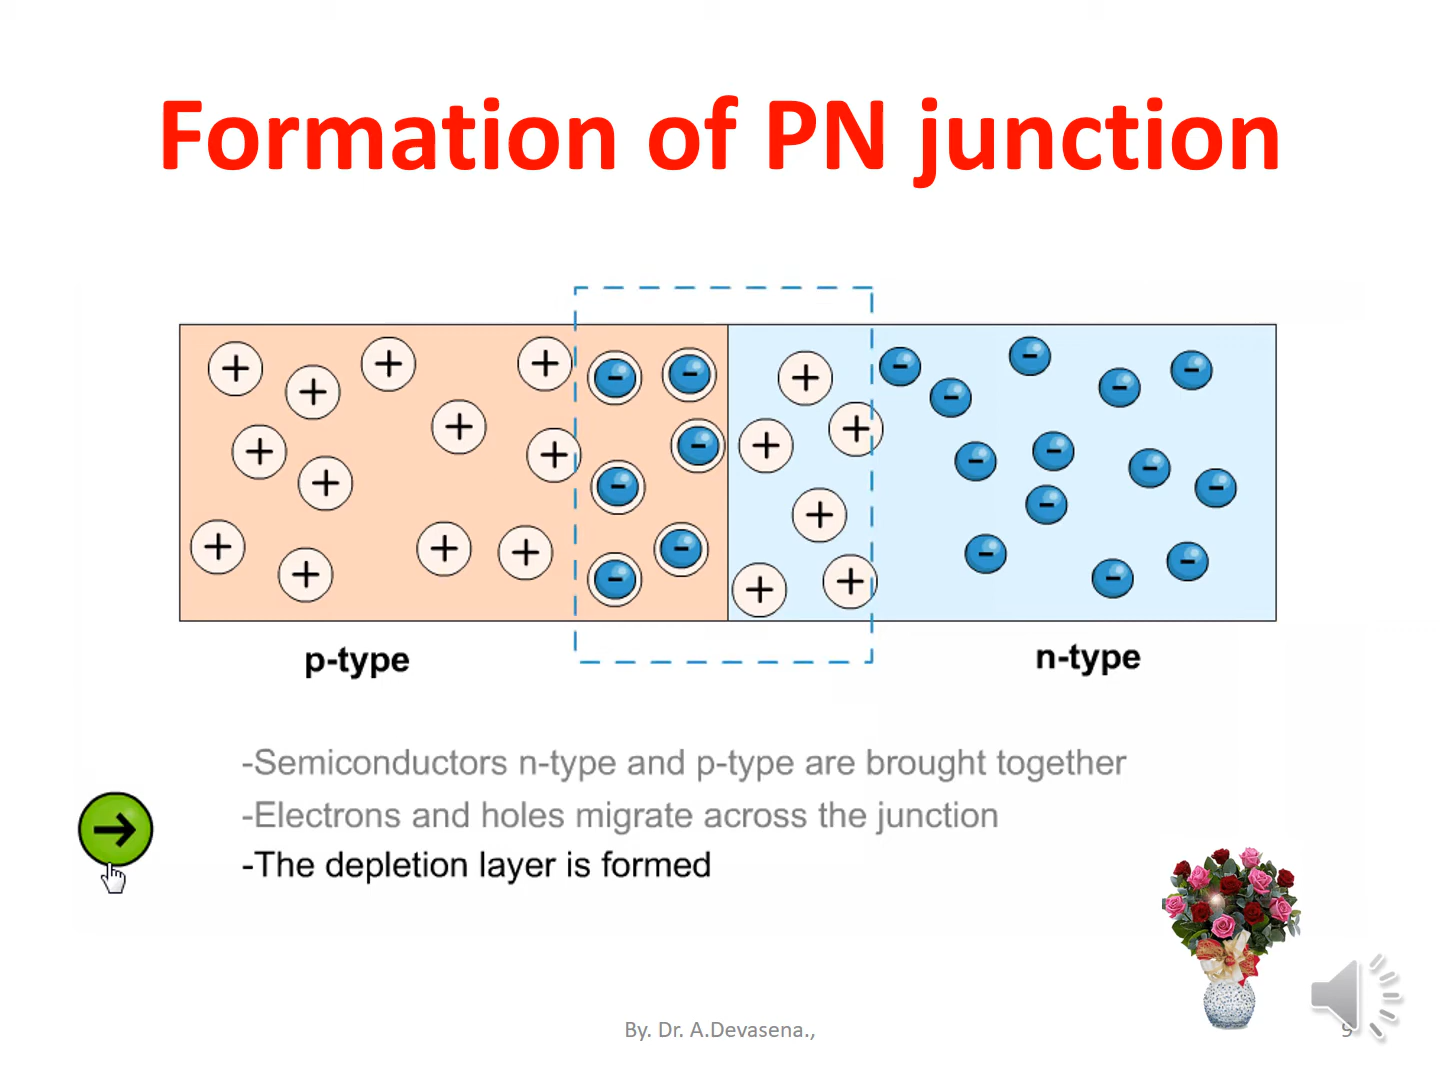 Formation of PN junction
p-type
n-type
-Semiconductors n-type and p-type are brought together
-Electrons and holes migrate across the junction
-The depletion layer is formed
By. Dr. A.Devasena.,
9